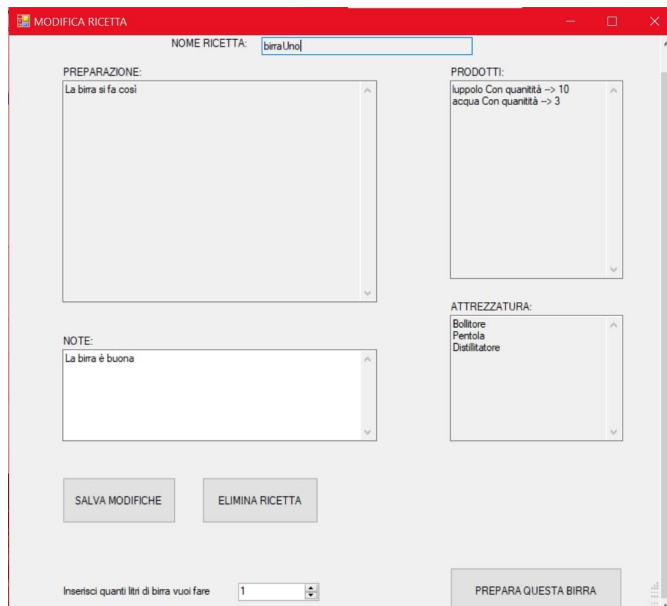 MODIFICA RICETTA
NOME RICETTA: birraUno
PREPARAZIONE:
La birra si fa così
PRODOTTI:
luppolo Con quanitità --> 10
acqua Con quanitità --> 3
ATTREZZATURA:
Bollitore
Pentola
Distillitatore
NOTE:
La birra è buona
SALVA MODIFICHE
ELIMINA RICETTA
Inserisci quanti litri di birra vuoi fare 1
PREPARA QUESTA BIRRA